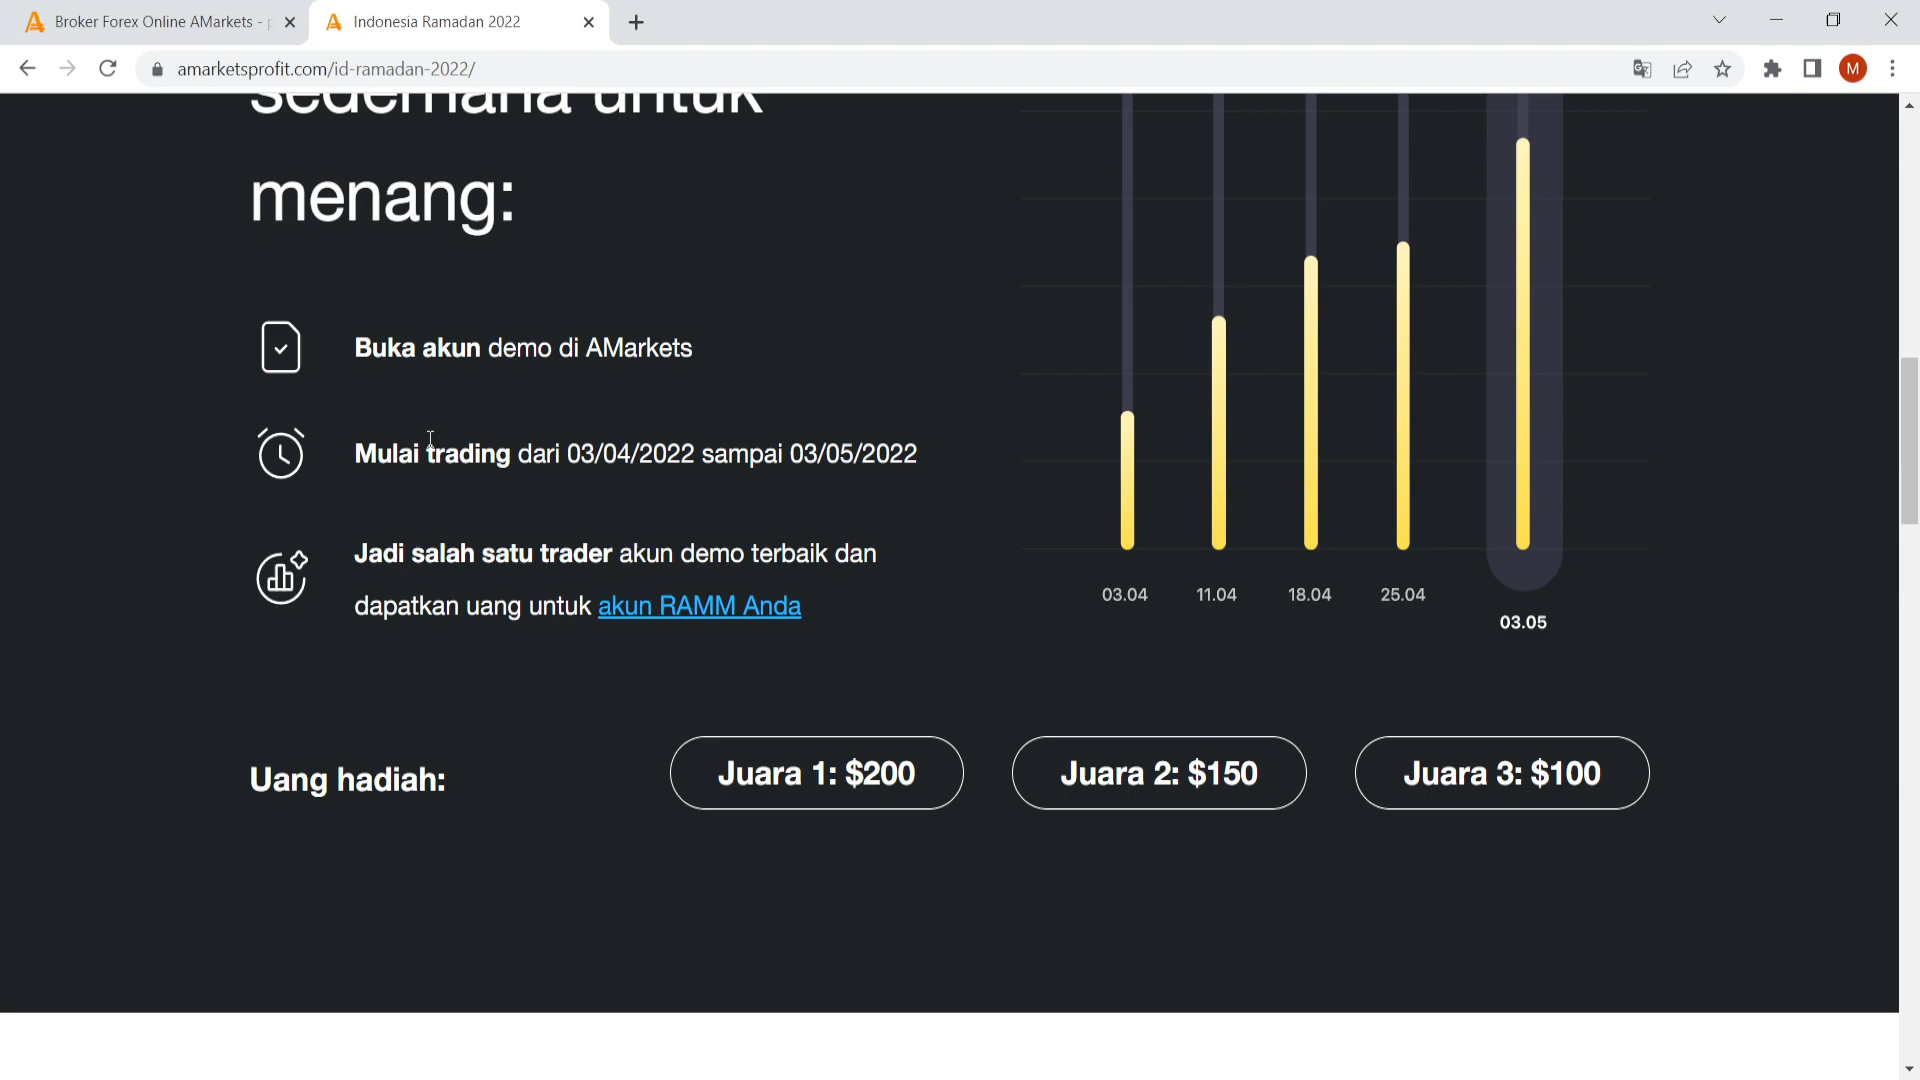 Broker Forex Online AMarkets -
Indonesia Ramadan 2022
amarketsprofit.com/id-ramadan-2022/
M
sederhana untuk
menang:
Buka akun demo di AMarkets
Mulai trading dari 03/04/2022 sampai 03/05/2022
Jadi salah satu trader akun demo terbaik dan
dapatkan uang untuk akun RAMM Anda
03.04
11.04
18.04
25.04
03.05
Uang hadiah:
Juara 1: $200
Juara 2: $150
Juara 3: $100